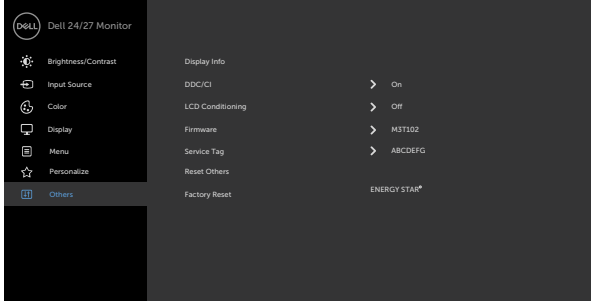 DELL Dell 24/27 Monitor
Brightness/Contrast Display Info
Input Source DDC/CI On
Color LCD Conditioning Off
Display Firmware M3T102
Menu Service Tag ABCDEFG
Personalize Reset Others
Others Factory Reset ENERGY STAR®